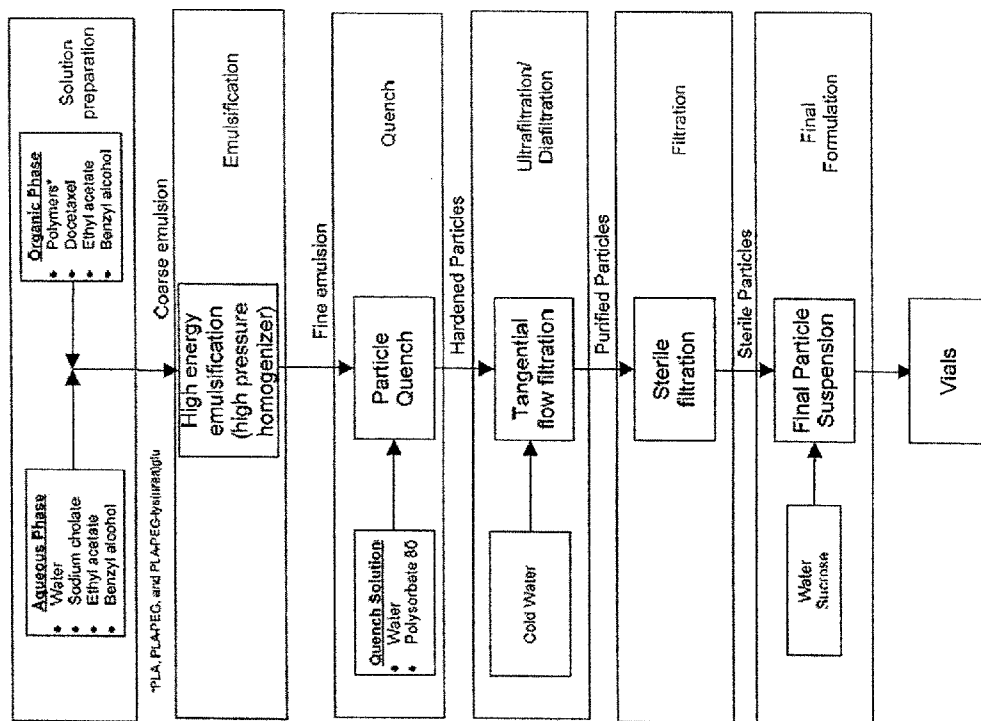 Aqueous Phase
• Water
• Sodium cholate
• Ethyl acetate
• Benzyl alcohol
Organic Phase
• Polymers*
• Docetaxel
• Ethyl acetate
• Benzyl alcohol
Solution
preparation
*PLA, PLA-PEG, and PLA-PEG-lys(urea)glu
Coarse emulsion
High energy
emulsification
(high pressure
homogenizer)
Emulsification
Fine emulsion
Quench Solution
• Water
• Polysorbate 80
Particle
Quench
Quench
Hardened Particles
Cold Water
Tangential
flow filtration
Ultrafiltration/
Diafiltration
Purified Particles
Sterile
filtration
Filtration
Sterile Particles
Water
Sucrose
Final Particle
Suspension
Final
Formulation
Vials